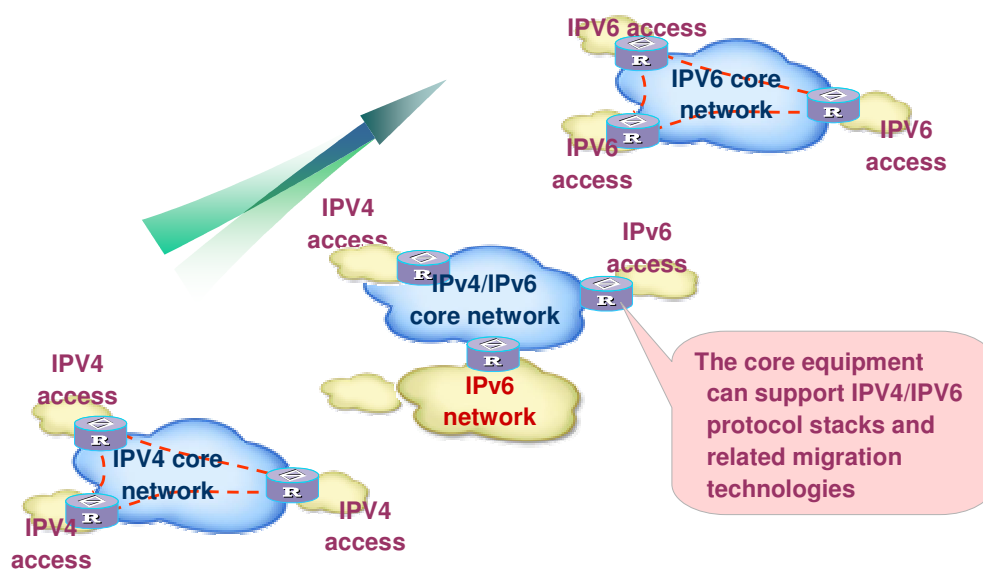 IPV6 access
IPV6 core
network
IPV6
access
IPV6
access
IPV4
access
IPv6
access
R
R
R
R
IPv4/IPv6
core network
R
R
IPv6
network
The core equipment
can support IPV4/IPV6
protocol stacks and
related migration
technologies
IPV4
access
R
IPV4 core
network
R
R
IPV4
access
IPV4
access